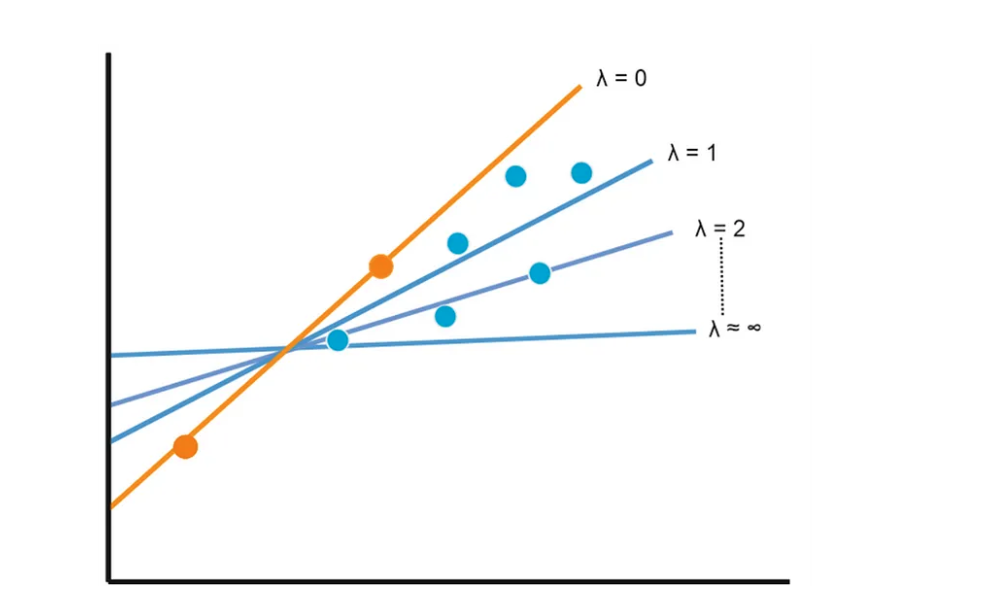 λ = 0
λ = 1
λ = 2
λ ≈ ∞